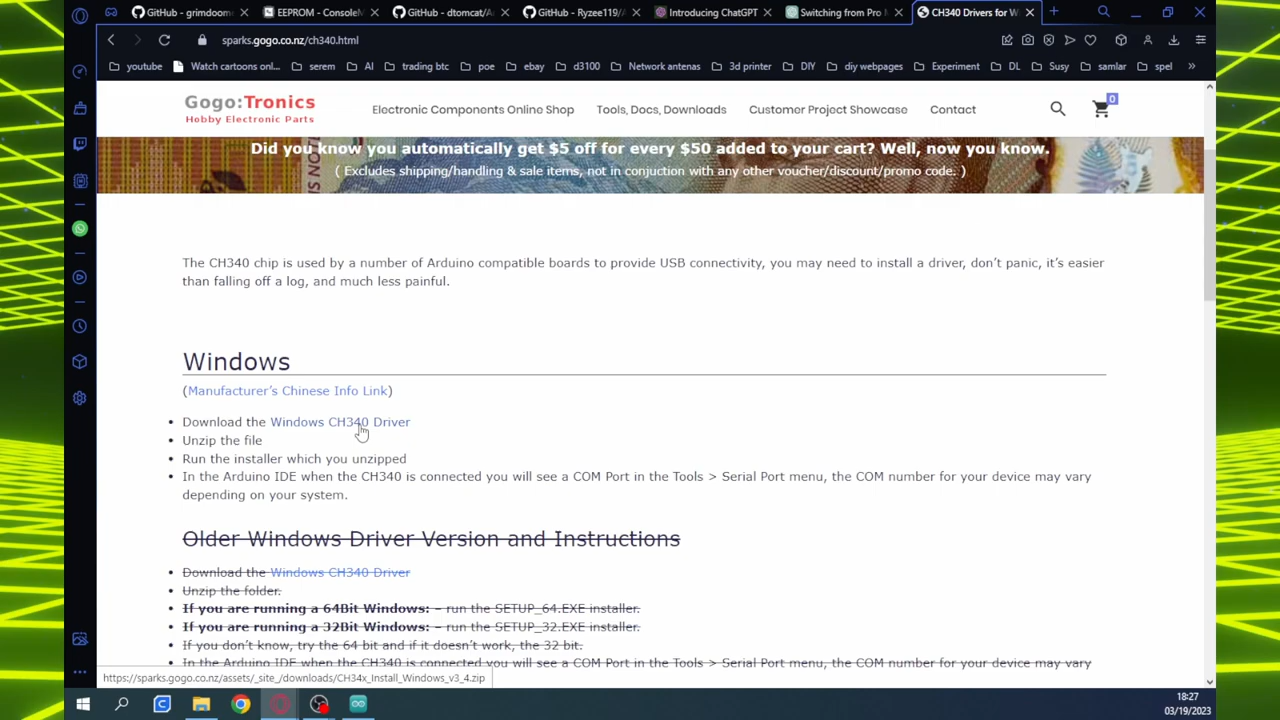 GitHub - grimdoom
EEPROM - ConsoleM
GitHub - dtomcat/A
GitHub - Ryzee119/
Introducing ChatGPT
Switching from Pro M
CH340 Drivers for W
sparks.gogo.co.nz/ch340.html
youtube
Watch cartoons onl...
serem
AI
trading btc
poe
ebay
d3100
Network antenas
3d printer
DIY
diy webpages
Experiment
DL
Susy
samlar
spel
»
Gogo:Tronics
Hobby Electronic Parts
Electronic Components Online Shop
Tools, Docs, Downloads
Customer Project Showcase
Contact
0
Did you know you automatically get $5 off for every $50 added to your cart? Well, now you know.
( Excludes shipping/handling & sale items, not in conjuction with any other voucher/discount/promo code. )
The CH340 chip is used by a number of Arduino compatible boards to provide USB connectivity, you may need to install a driver, don't panic, it's easier
than falling off a log, and much less painful.
Windows
(Manufacturer's Chinese Info Link)
• Download the Windows CH340 Driver
• Unzip the file
• Run the installer which you unzipped
• In the Arduino IDE when the CH340 is connected you will see a COM Port in the Tools > Serial Port menu, the COM number for your device may vary
depending on your system.
Older Windows Driver Version and Instructions
• Download the Windows CH340 Driver
• Unzip the folder.
• If you are running a 64Bit Windows: – run the SETUP_64.EXE installer.
• If you are running a 32Bit Windows: – run the SETUP_32.EXE installer.
• If you don't know, try the 64 bit and if it doesn't work, the 32 bit.
• In the Arduino IDE when the CH340 is connected you will see a COM Port in the Tools > Serial Port menu, the COM number for your device may vary
https://sparks.gogo.co.nz/assets/_site_/downloads/CH34x_Install_Windows_v3_4.zip
18:27
03/19/2023